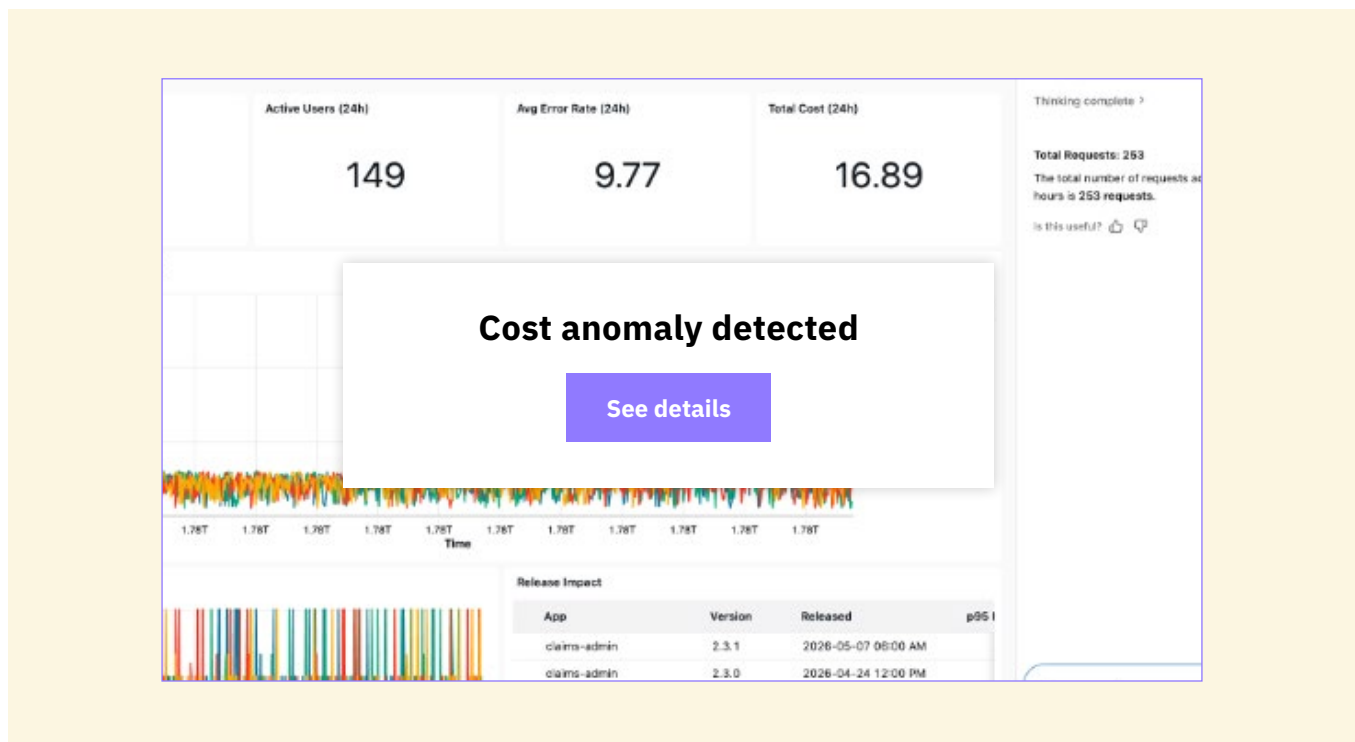 Active Users (24h)
149
Avg Error Rate (24h)
9.77
Total Cost (24h)
16.89
Thinking complete >
Total Requests: 253
The total number of requests
hours is 253 requests.
Is this useful?
Cost anomaly detected
See details
1.78T 1.78T 1.78T 1.78T 1.78T 1.78T 1.78T 1.78T 1.78T 1.78T 1.78T
Time
Release Impact
App Version Released p95
claims-admin 2.3.1 2026-05-07 06:00 AM
claims-admin 2.3.0 2026-04-24 12:00 PM